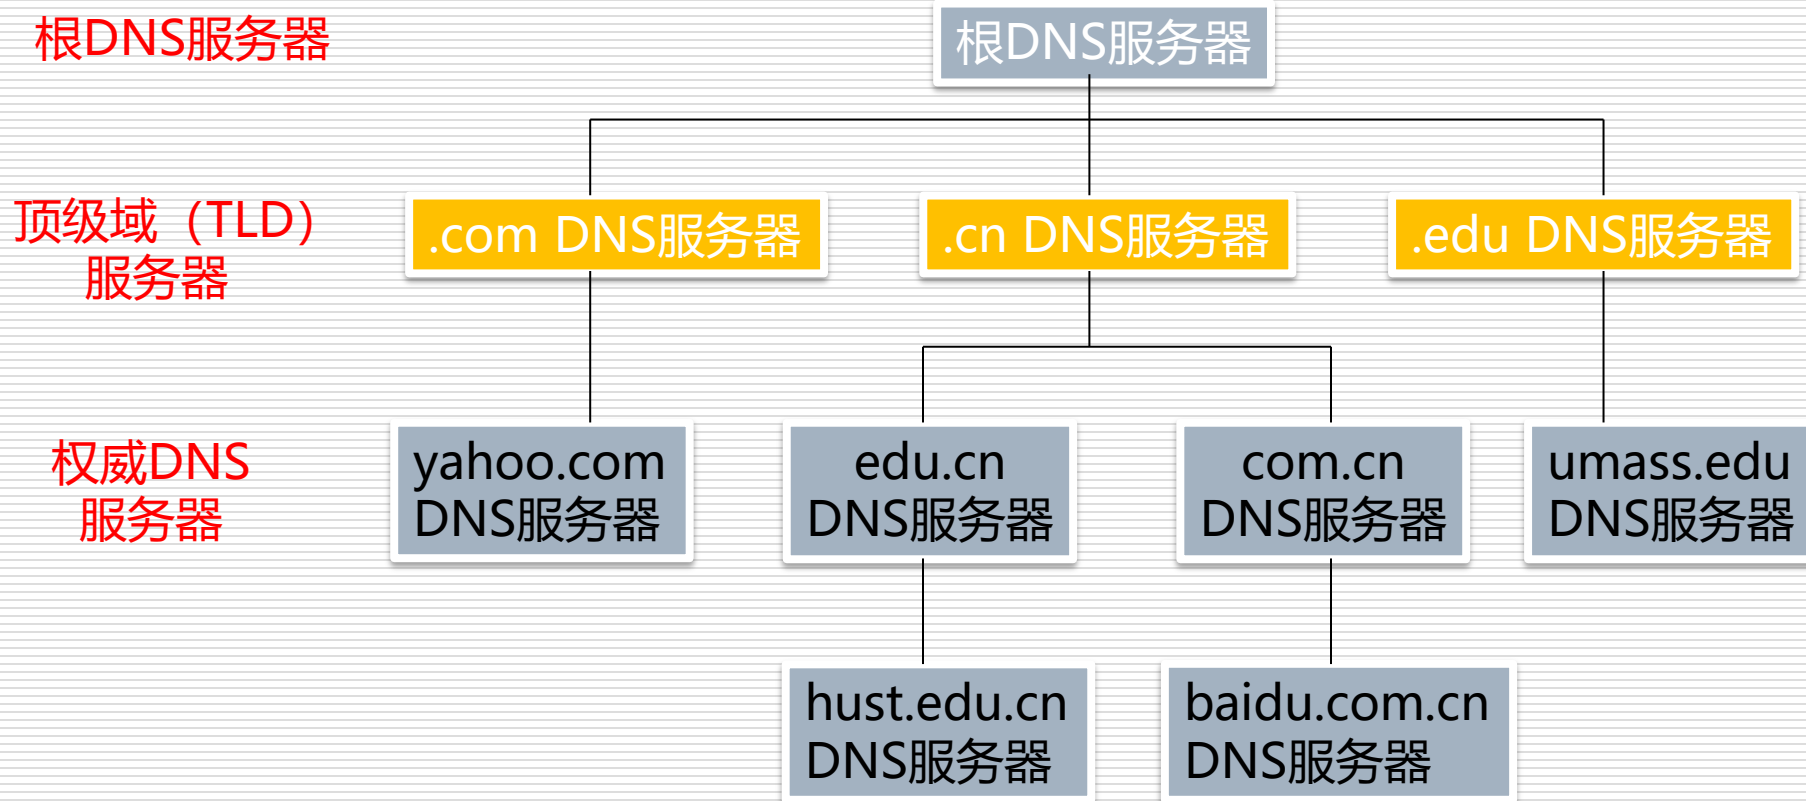 根DNS服务器
根DNS服务器
顶级域（TLD）
服务器
.com DNS服务器
.cn DNS服务器
.edu DNS服务器
权威DNS
服务器
yahoo.com
DNS服务器
edu.cn
DNS服务器
com.cn
DNS服务器
umass.edu
DNS服务器
hust.edu.cn
DNS服务器
baidu.com.cn
DNS服务器